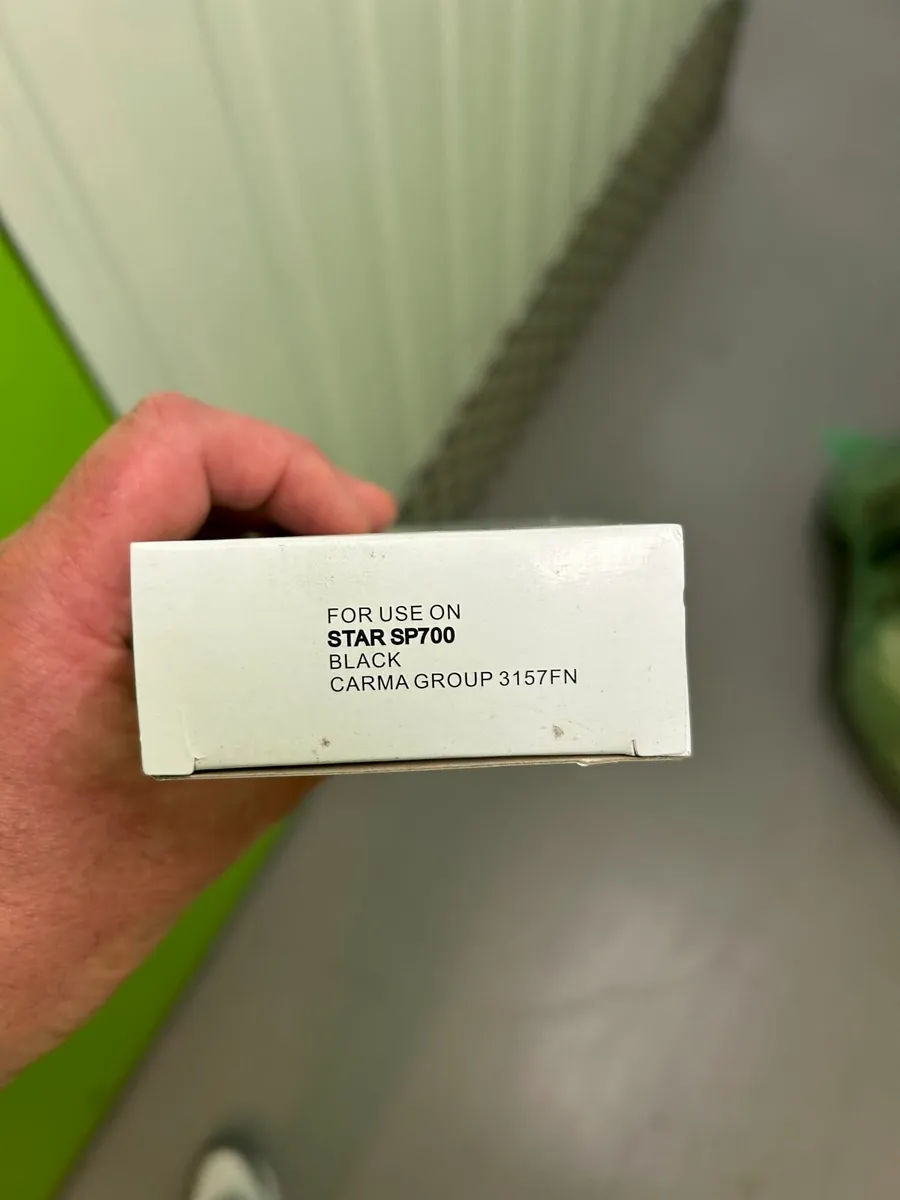 FOR USE ON
STAR SP700
BLACK
CARMA GROUP 3157FN